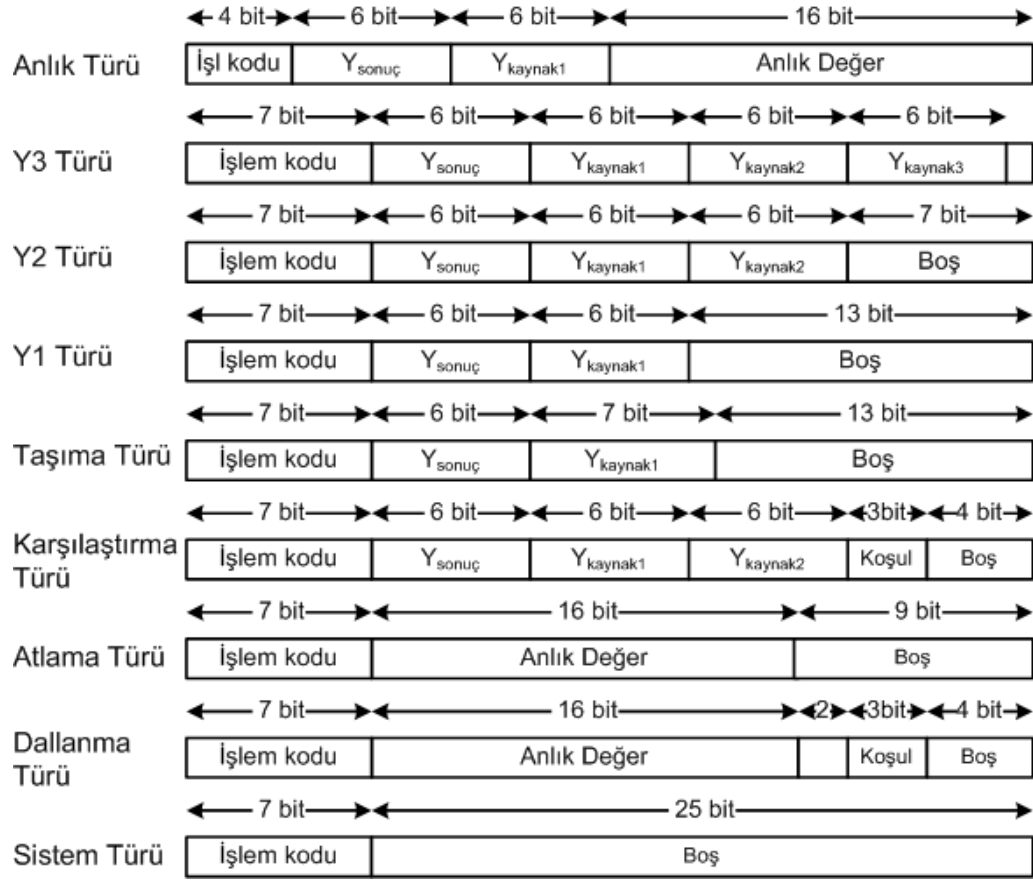 4 bit 6 bit 6 bit 16 bit
Anlık Türü İşl kodu Ysonuç Ykaynak1 Anlık Değer
7 bit 6 bit 6 bit 6 bit 6 bit
Y3 Türü İşlem kodu Ysonuç Ykaynak1 Ykaynak2 Ykaynak3
7 bit 6 bit 6 bit 6 bit 7 bit
Y2 Türü İşlem kodu Ysonuç Ykaynak1 Ykaynak2 Boş
7 bit 6 bit 6 bit 13 bit
Y1 Türü İşlem kodu Ysonuç Ykaynak1 Boş
7 bit 6 bit 7 bit 13 bit
Taşıma Türü İşlem kodu Ysonuç Ykaynak1 Boş
7 bit 6 bit 6 bit 6 bit 3bit 4 bit
Karşılaştırma
Türü İşlem kodu Ysonuç Ykaynak1 Ykaynak2 Koşul Boş
7 bit 16 bit 9 bit
Atlama Türü İşlem kodu Anlık Değer Boş
7 bit 16 bit 2 3bit 4 bit
Dallanma
Türü İşlem kodu Anlık Değer Koşul Boş
7 bit 25 bit
Sistem Türü İşlem kodu Boş